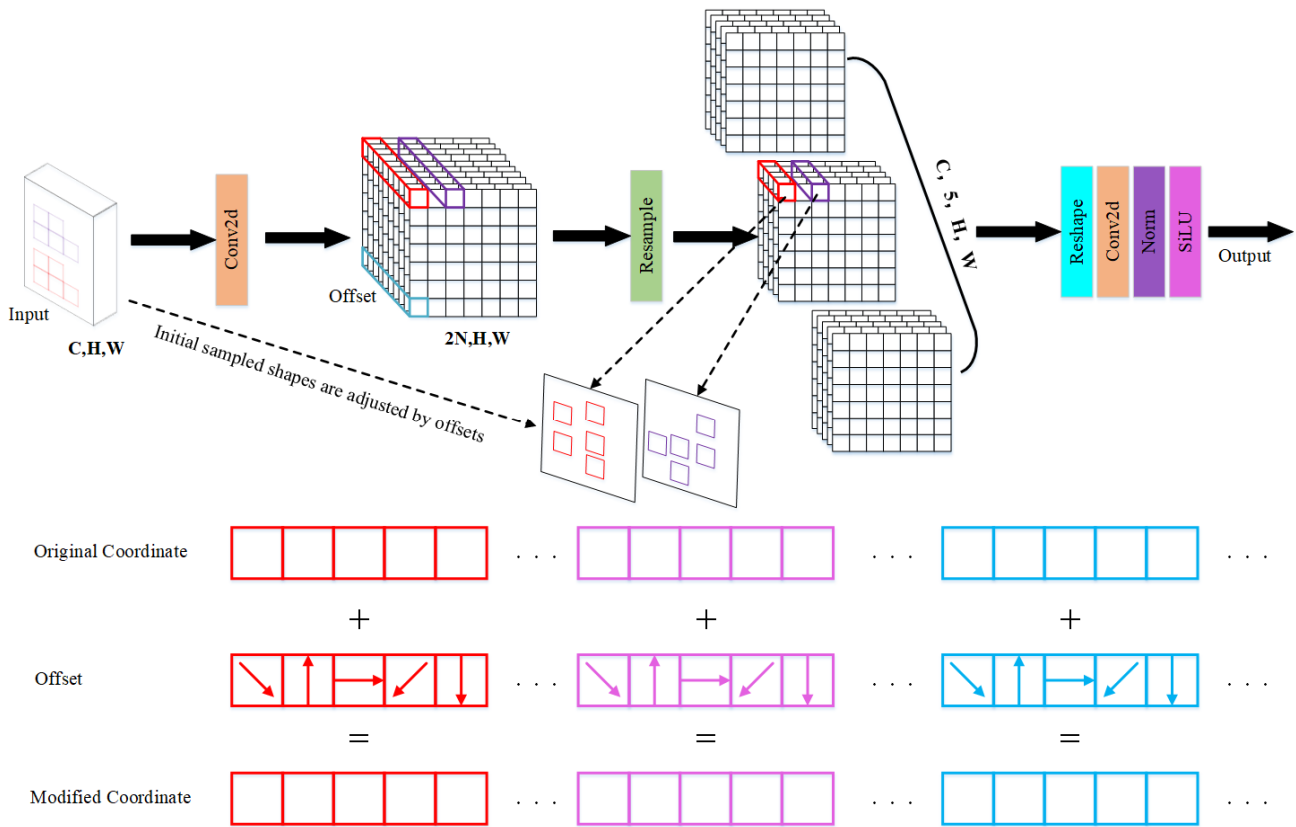 Input
C,H,W
Conv2d
Offset
2N,H,W
Resample
C, 5, H, W
Reshape
Conv2d
Norm
SiLU
Output
Initial sampled shapes are adjusted by offsets
Original Coordinate
. . .
. . .
. . .
+
+
+
Offset
. . .
. . .
. . .
=
=
=
Modified Coordinate
. . .
. . .
. . .